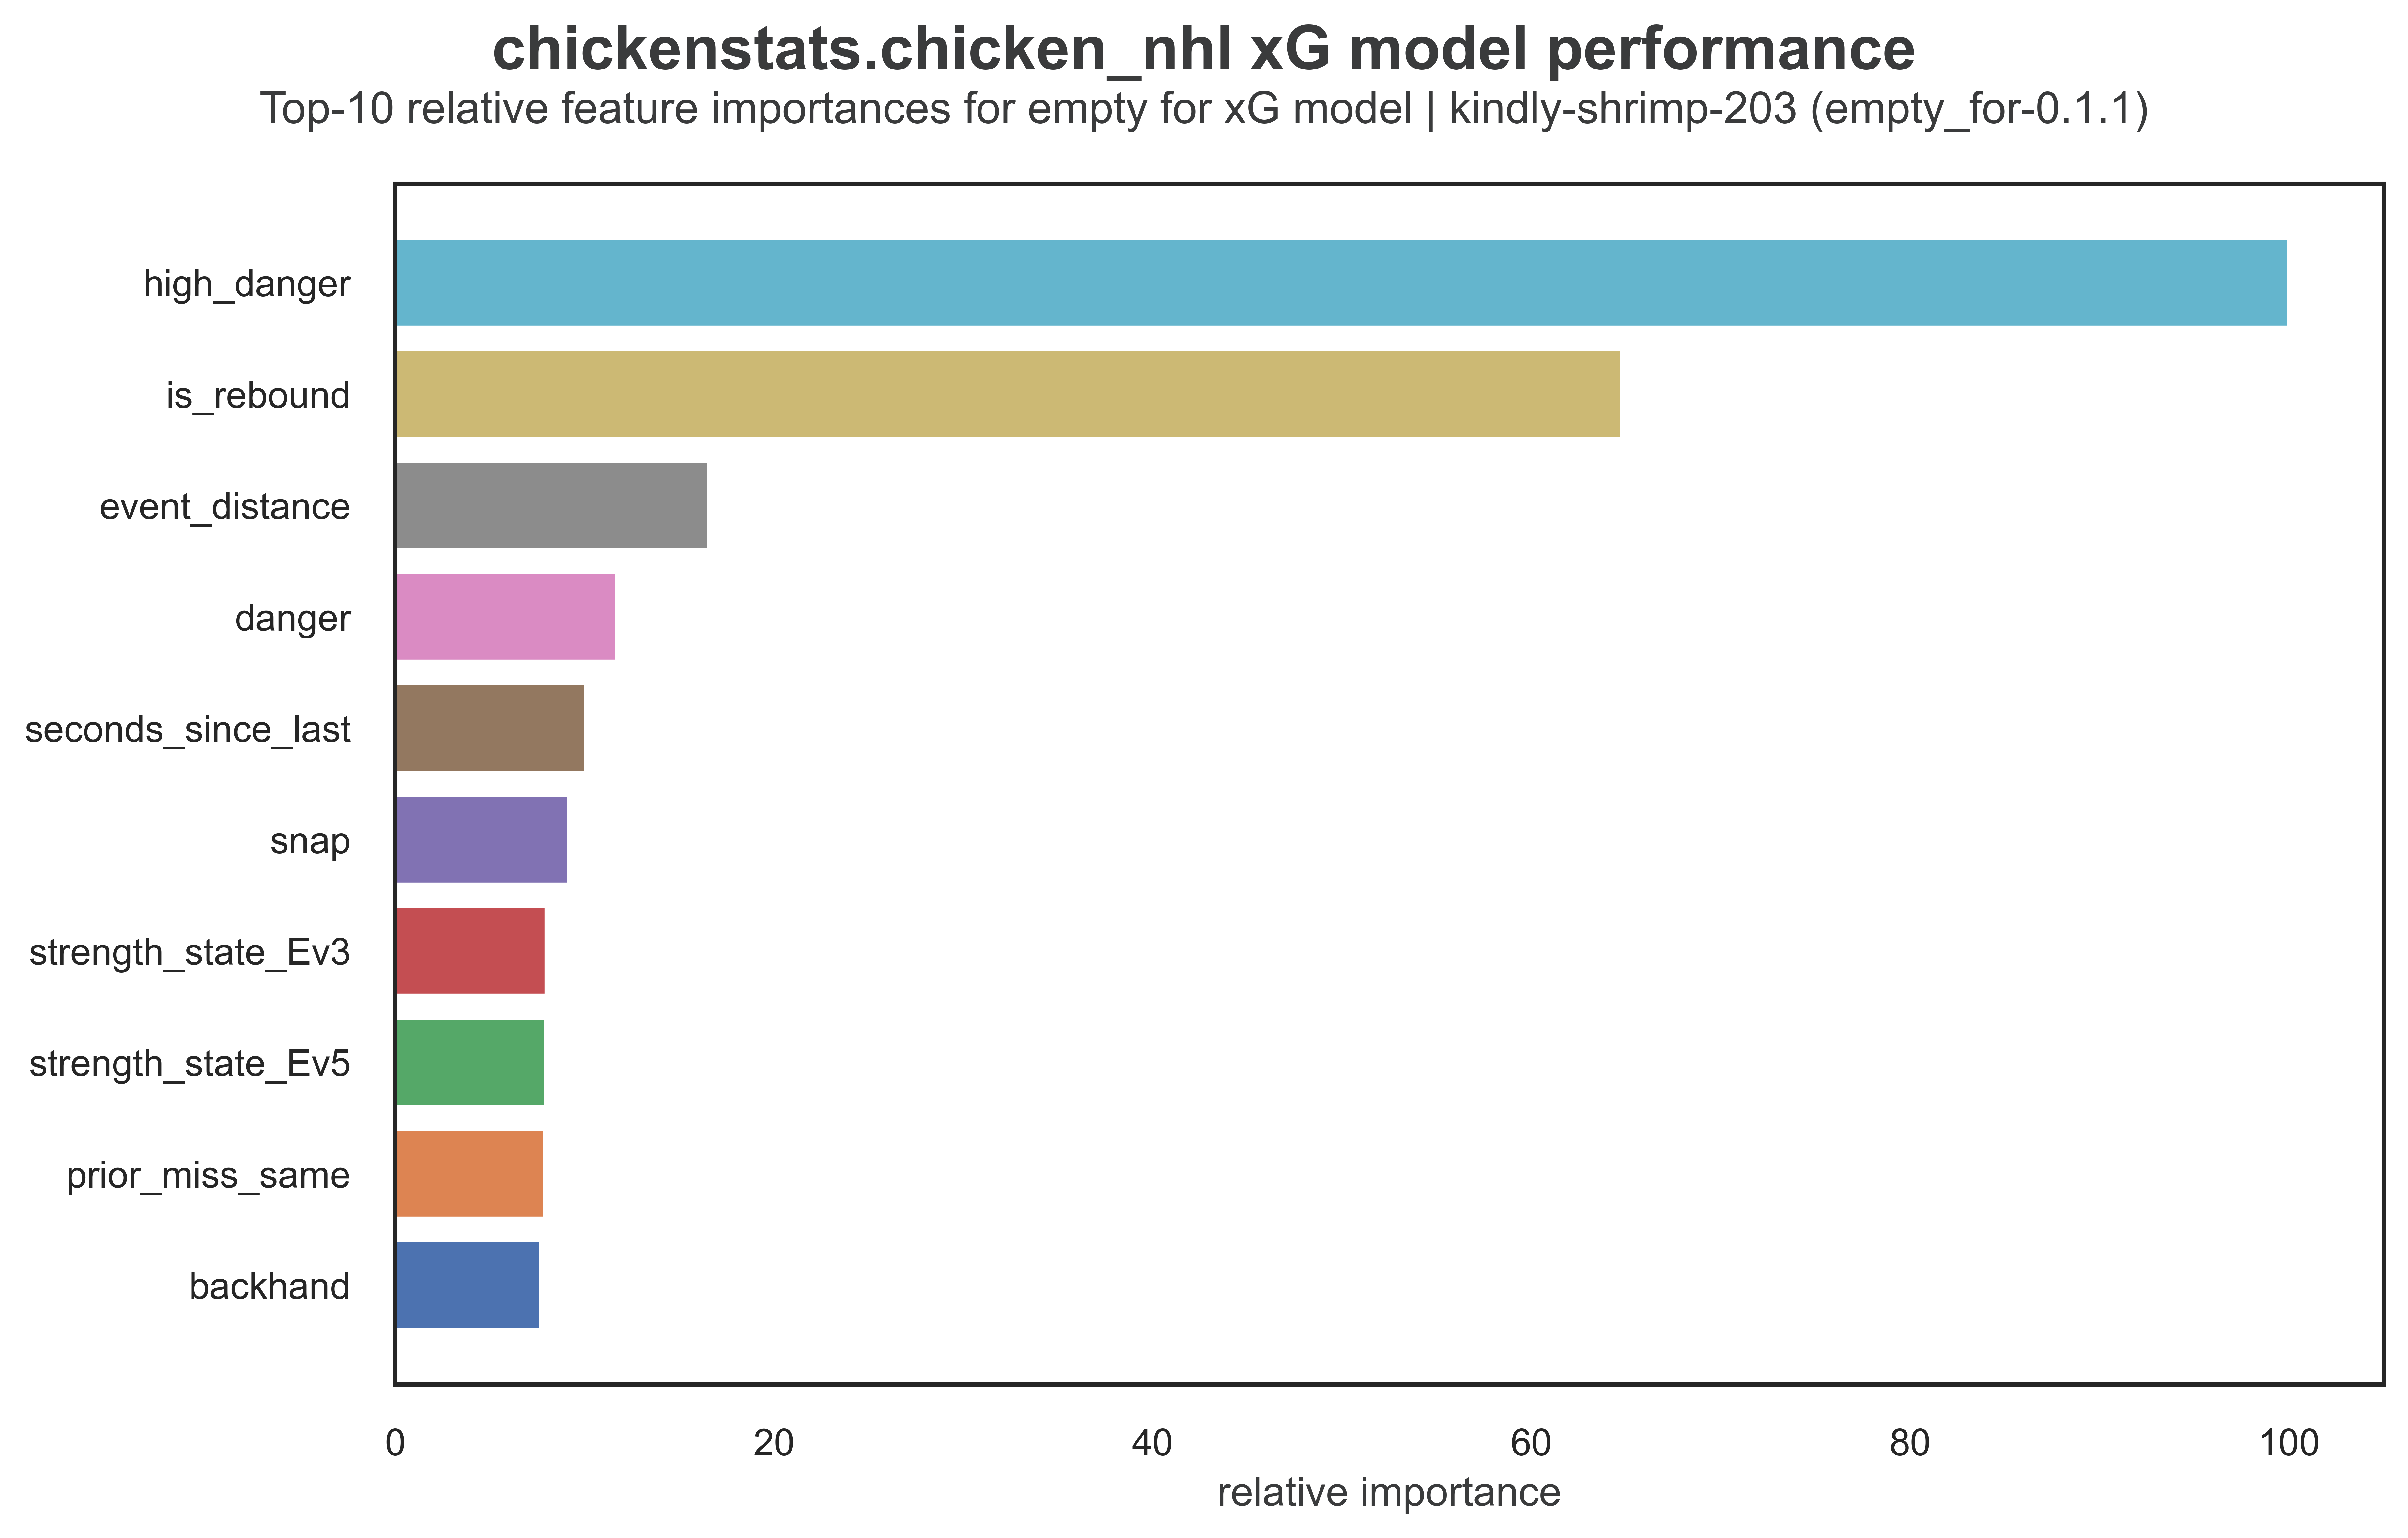 chickenstats.chicken_nhl xG model performance
Top-10 relative feature importances for empty for xG model | kindly-shrimp-203 (empty_for-0.1.1)
high_danger
is_rebound
event_distance
danger
seconds_since_last
snap
strength_state_Ev3
strength_state_Ev5
prior_miss_same
backhand
0 20 40 60 80 100
relative importance